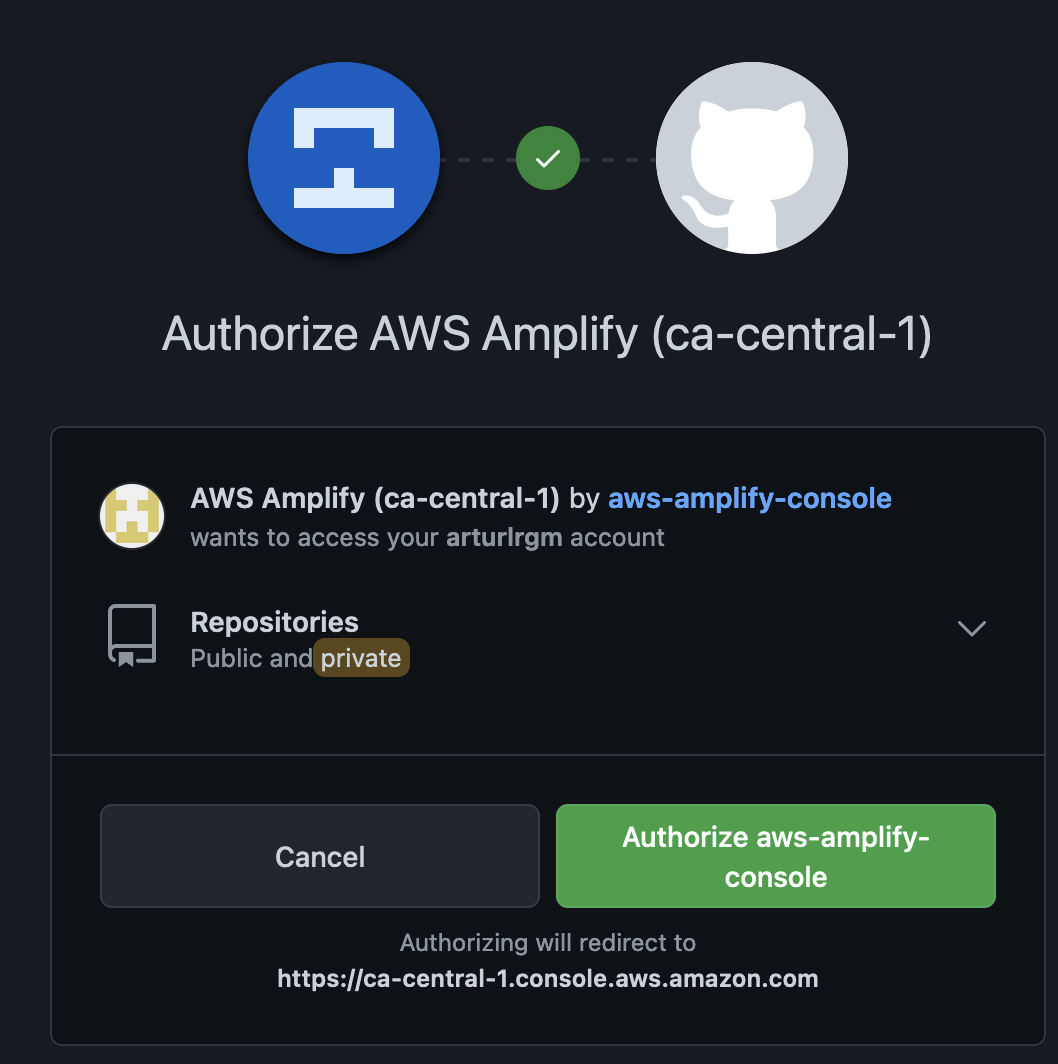 Authorize AWS Amplify (ca-central-1)
AWS Amplify (ca-central-1) by aws-amplify-console
wants to access your arturlrgm account
Repositories
Public and private
Cancel
Authorize aws-amplify-
console
Authorizing will redirect to
https://ca-central-1.console.aws.amazon.com